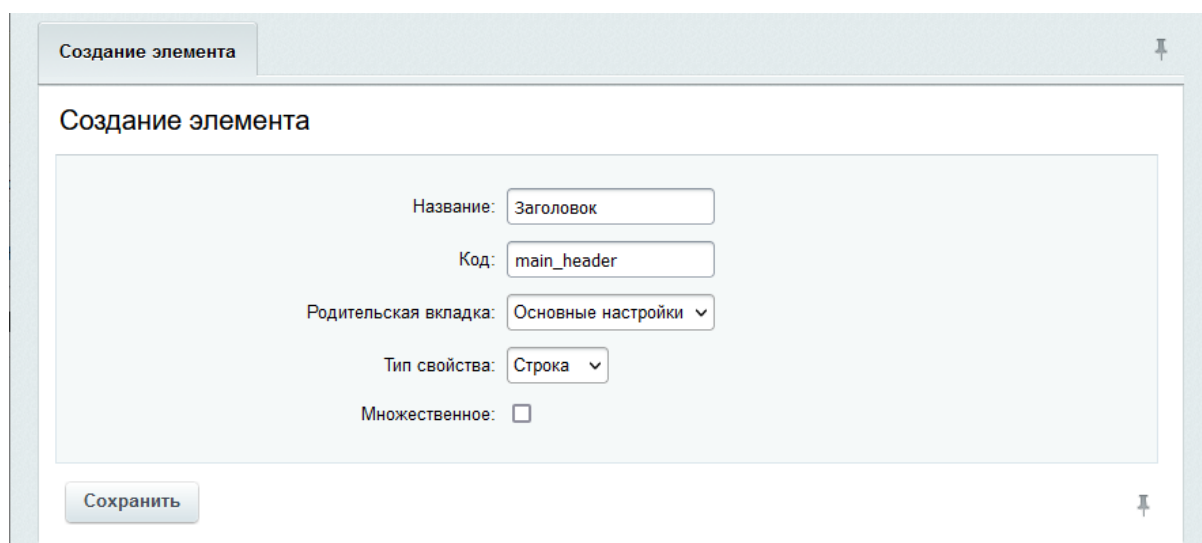 Создание элемента
Создание элемента
Название: Заголовок
Код: main_header
Родительская вкладка: Основные настройки
Тип свойства: Строка
Множественное:
Сохранить